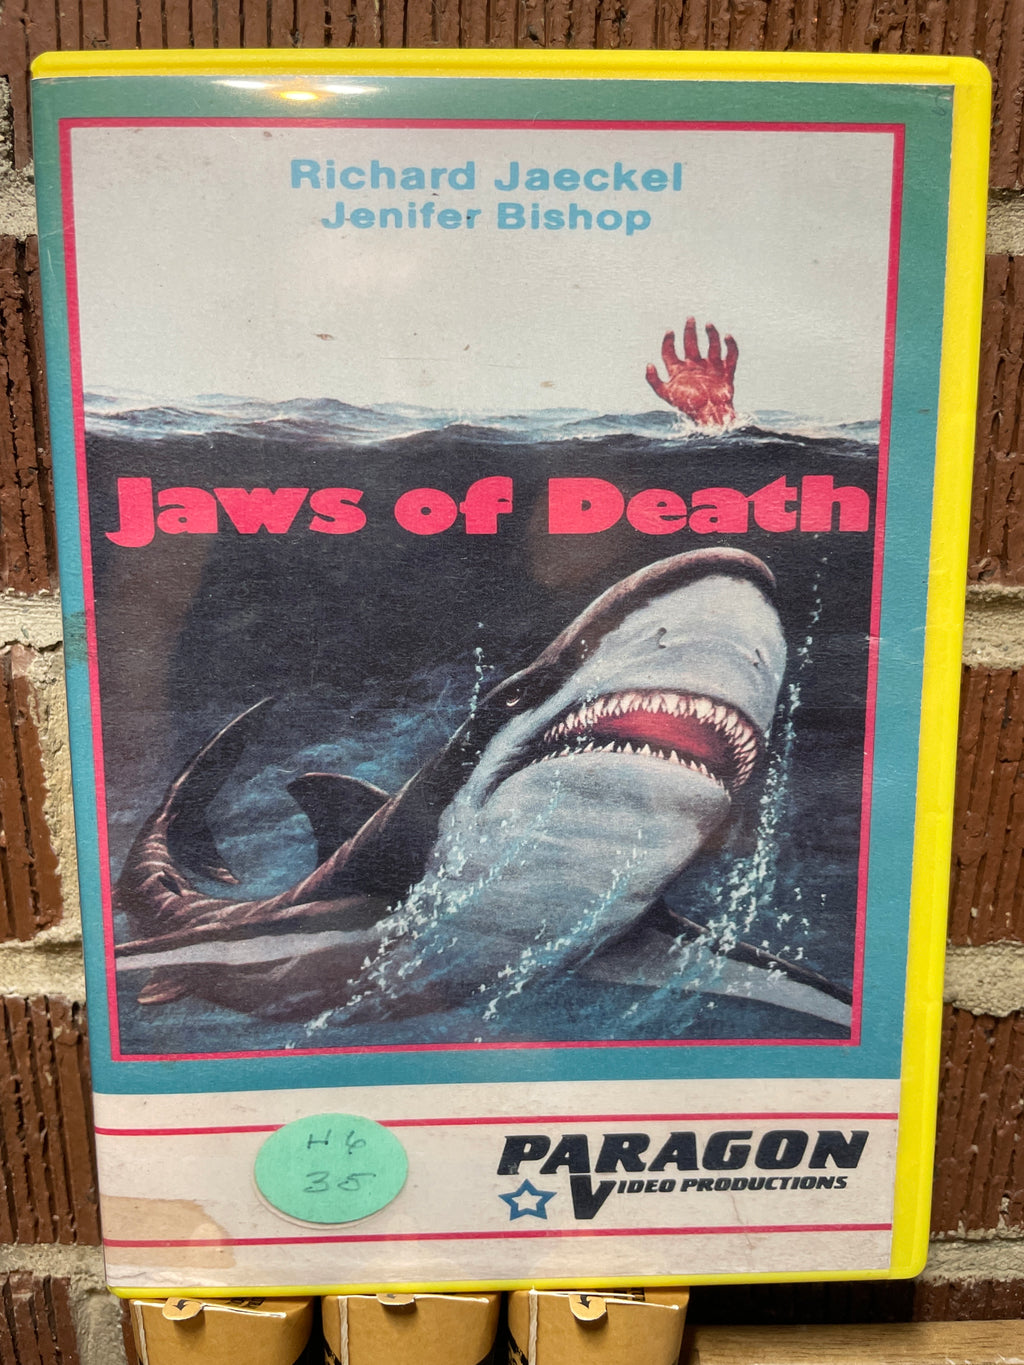 Richard Jaeckel
Jenifer Bishop
Jaws of Death
H6
35
PARAGON
VIDEO PRODUCTIONS